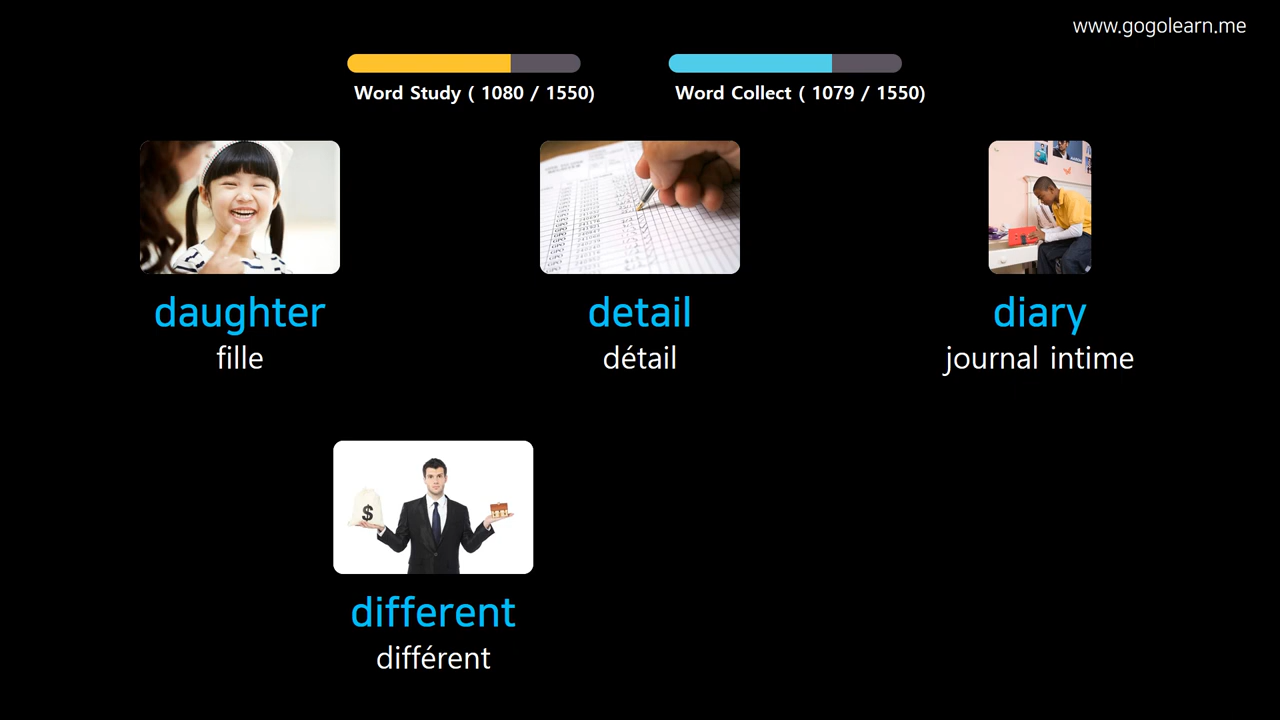 www.gogolearn.me
Word Study ( 1080 / 1550)
Word Collect ( 1079 / 1550)
daughter
fille
detail
détail
diary
journal intime
$
different
différent